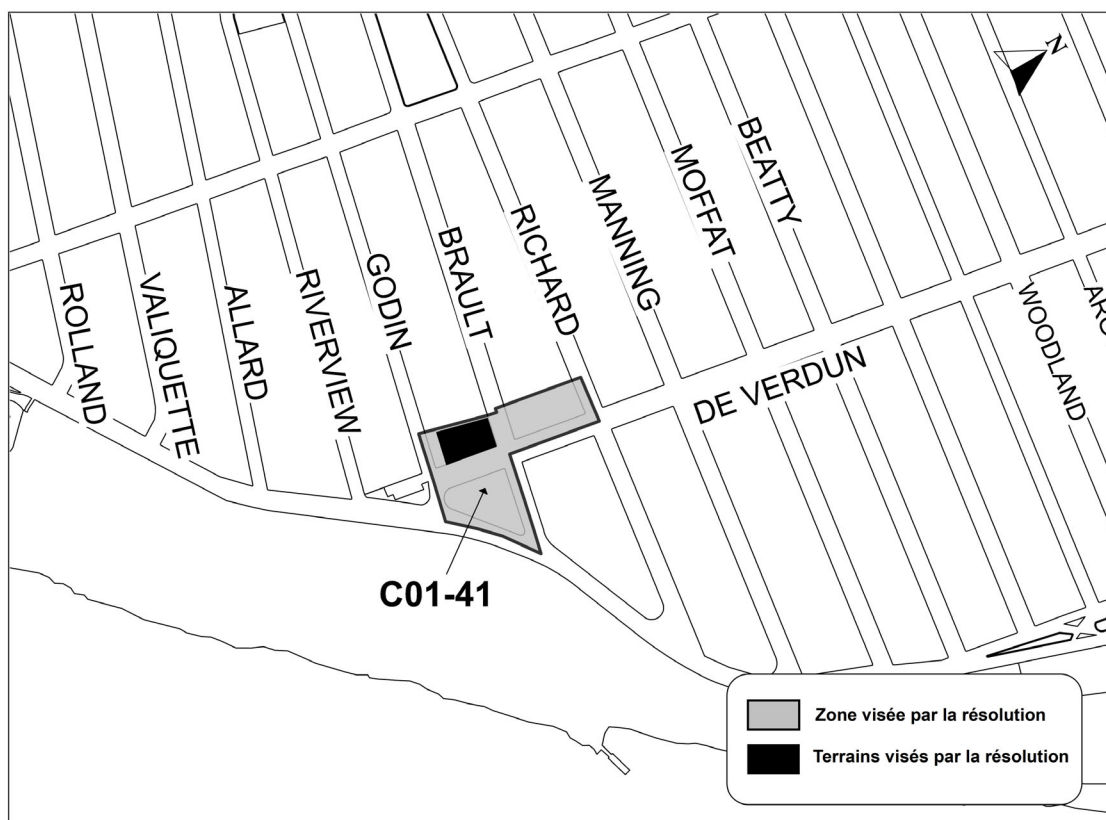 N
BEATTY
MOFFAT
MANNING
RICHARD
BRAULT
GODIN
RIVERVIEW
ALLARD
VALIQUETTE
ROLLAND
WOODLAND
DE VERDUN
C01-41
Zone visée par la résolution
Terrains visés par la résolution